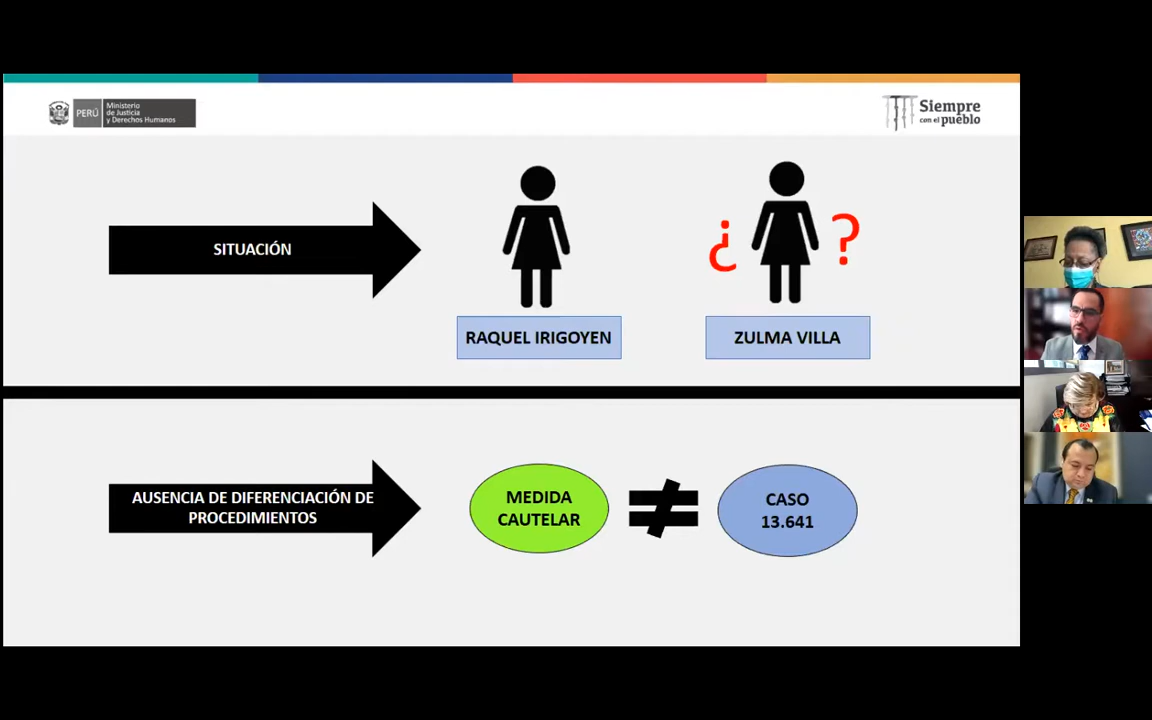 PERÚ
Ministerio
de Justicia
y Derechos Humanos
Siempre
con el pueblo
SITUACIÓN
¿ ?
RAQUEL IRIGOYEN
ZULMA VILLA
AUSENCIA DE DIFERENCIACIÓN DE
PROCEDIMIENTOS
MEDIDA
CAUTELAR
≠
CASO
13.641